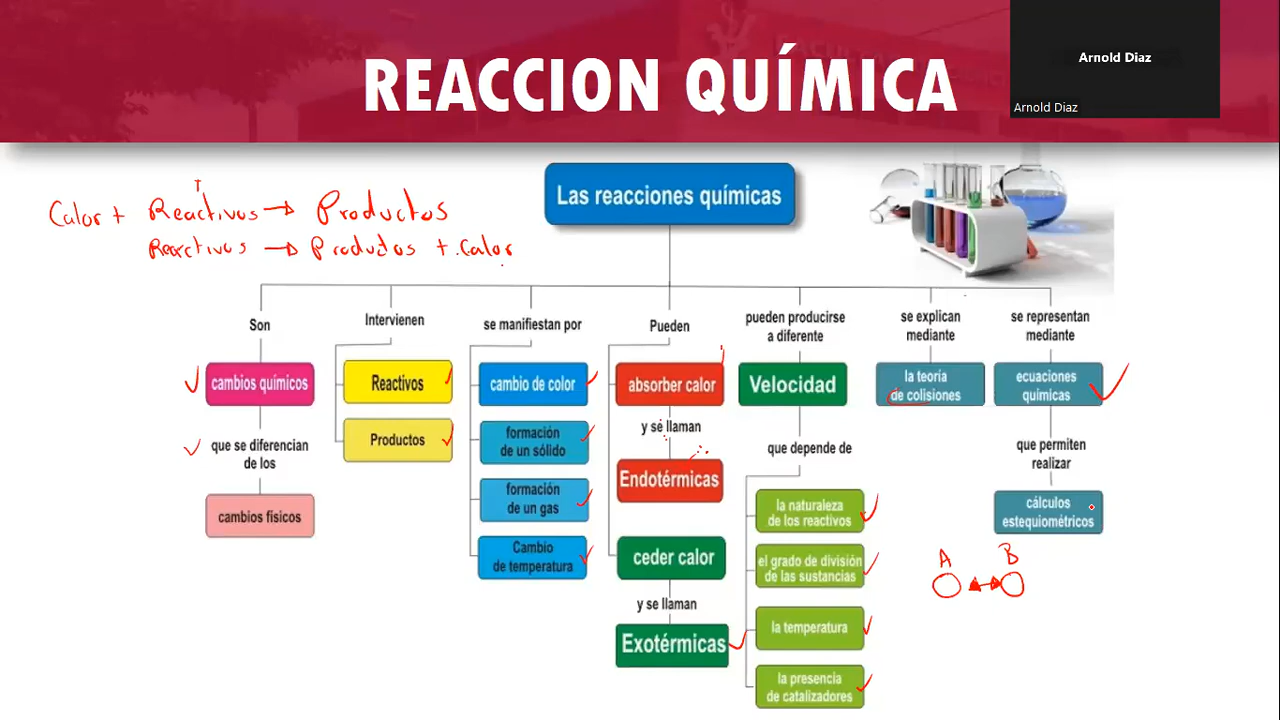 REACCION QUÍMICA
Arnold Diaz
Arnold Diaz
Las reacciones químicas
Calor + Reactivos → Productos
Reactivos → Productos + Calor
Son
cambios químicos
que se diferencian
de los
cambios físicos
Intervienen
Reactivos
Productos
se manifiestan por
cambio de color
formación
de un sólido
formación
de un gas
Cambio
de temperatura
Pueden
absorber calor
y se llaman
Endotérmicas
ceder calor
y se llaman
Exotérmicas
pueden producirse
a diferente
Velocidad
que depende de
la naturaleza
de los reactivos
el grado de división
de las sustancias
la temperatura
la presencia
de catalizadores
se explican
mediante
la teoría
de colisiones
se representan
mediante
ecuaciones
químicas
que permiten
realizar
cálculos
estequiométricos
A B